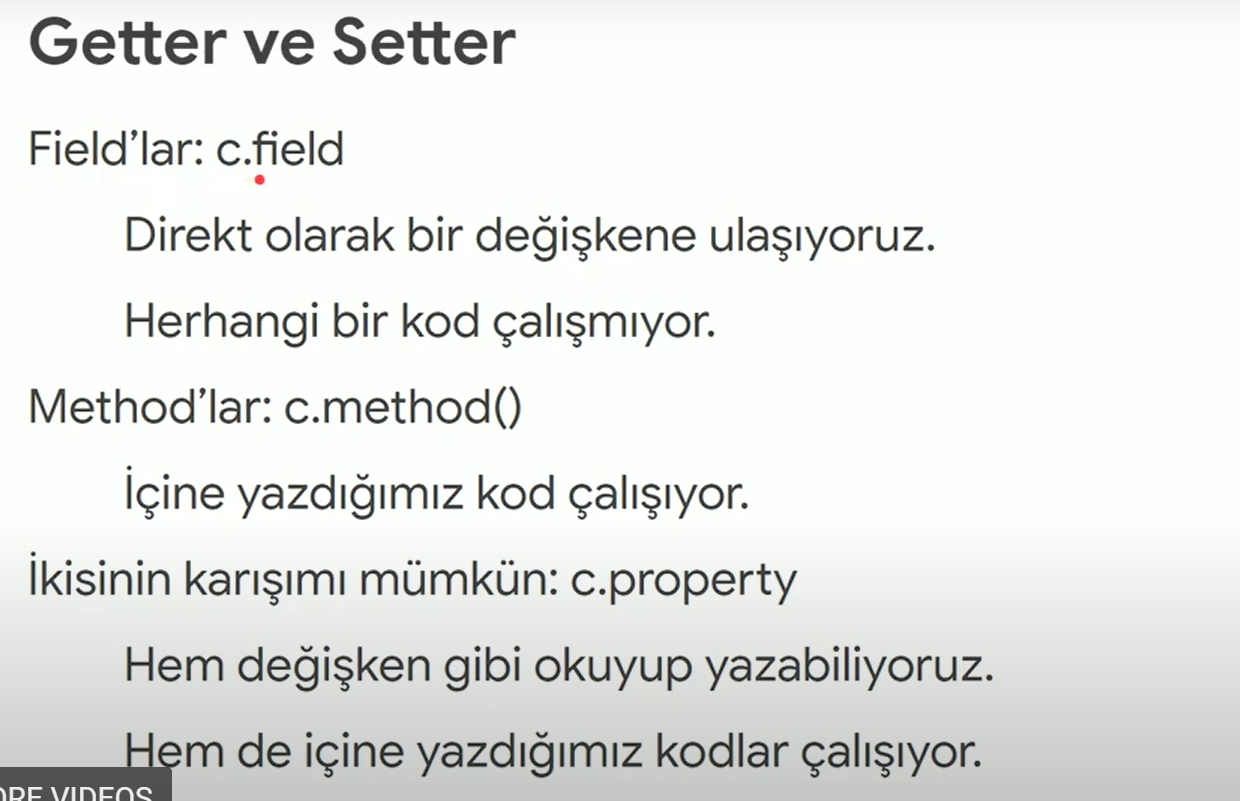 Getter ve Setter
Field’lar: c.field
Direkt olarak bir değişkene ulaşıyoruz.
Herhangi bir kod çalışmıyor.
Method’lar: c.method()
İçine yazdığımız kod çalışıyor.
İkisinin karışımı mümkün: c.property
Hem değişken gibi okuyup yazabiliyoruz.
Hem de içine yazdığımız kodlar çalışıyor.
ORE VIDEOS